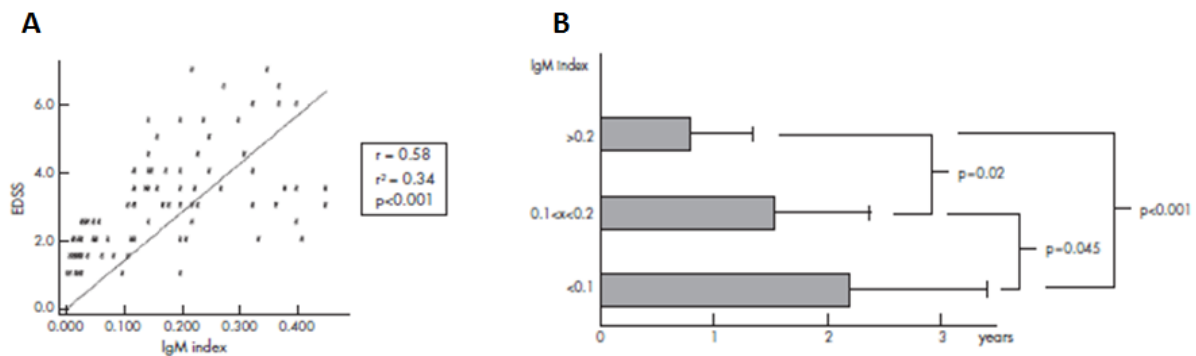 A
EDSS
6.0
4.0
2.0
0.0
0.000 0.100 0.200 0.300 0.400
IgM index
r = 0.58
r² = 0.34
p<0.001
B
IgM index
>0.2
0.1<x<0.2
<0.1
0 1 2 3 years
p=0.02
p=0.045
p<0.001